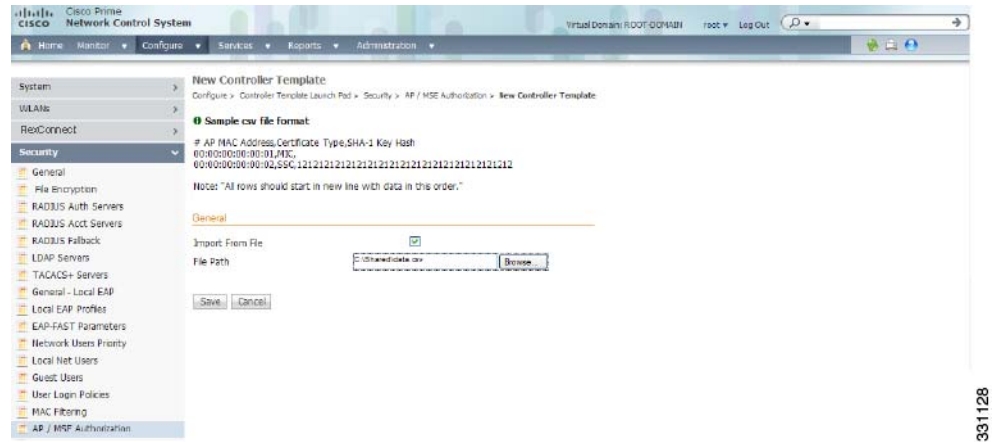 Cisco Prime
CISCO Network Control System
Virtual Domain: ROOT-DOMAIN root Log Out
Home Monitor Configure Services Reports Administration
System
WLANs
FlexConnect
Security
General
File Encryption
RADIUS Auth Servers
RADIUS Acct Servers
RADIUS Fallback
LDAP Servers
TACACS+ Servers
General - Local EAP
Local EAP Profiles
EAP-FAST Parameters
Network Users Priority
Local Net Users
Guest Users
User Login Policies
MAC Filtering
AP / MSE Authorization
New Controller Template
Configure > Controller Template Launch Pad > Security > AP / MSE Authorization > New Controller Template
Sample csv file format
# AP MAC Address,Certificate Type,SHA-1 Key Hash
00:00:00:00:00:01,MIC,
00:00:00:00:00:02,SSC,1212121212121212121212121212121212121212
Note: "All rows should start in new line with data in this order."
General
Import From File
File Path
C:\Shared\data.csv
Browse...
Save Cancel
331128